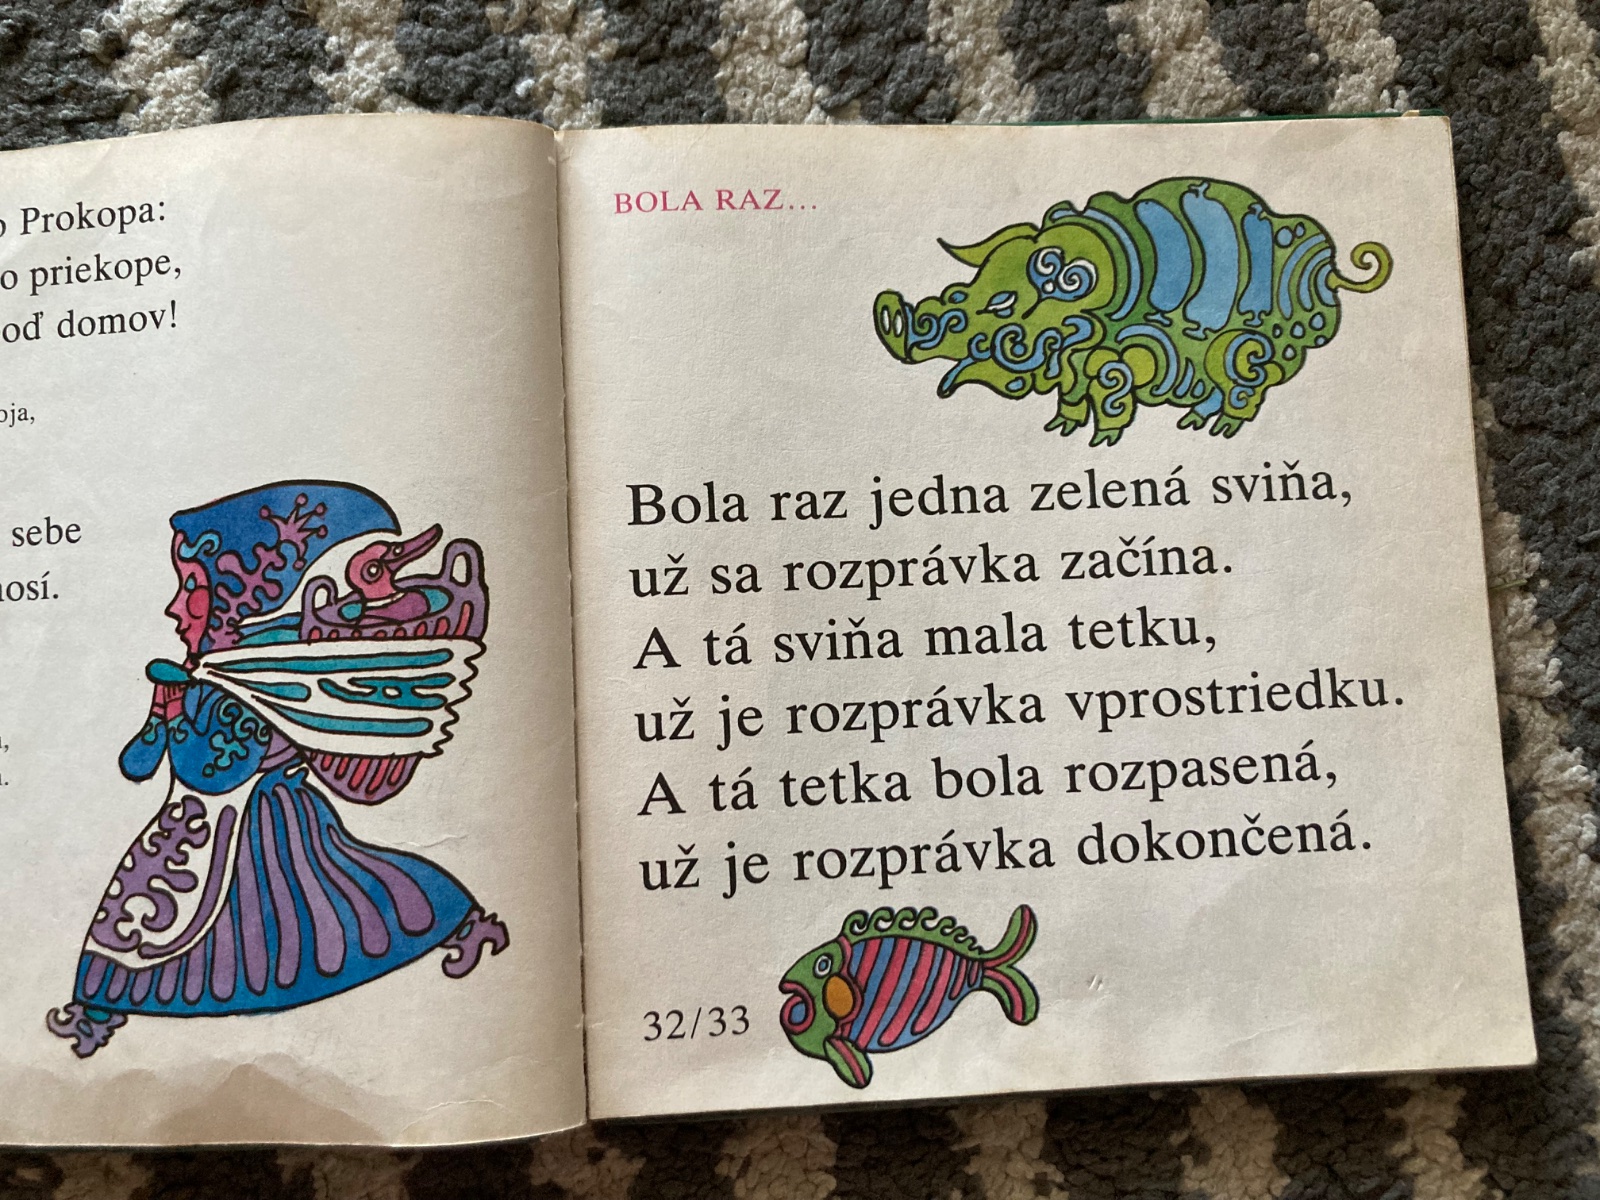 Prokopa:
priekope,
domov!
sebe
BOLA RAZ...
Bola raz jedna zelená sviňa,
už sa rozprávka začína.
A tá sviňa mala tetku,
už je rozprávka vprostriedku.
A tá tetka bola rozpasená,
už je rozprávka dokončená.
32/33